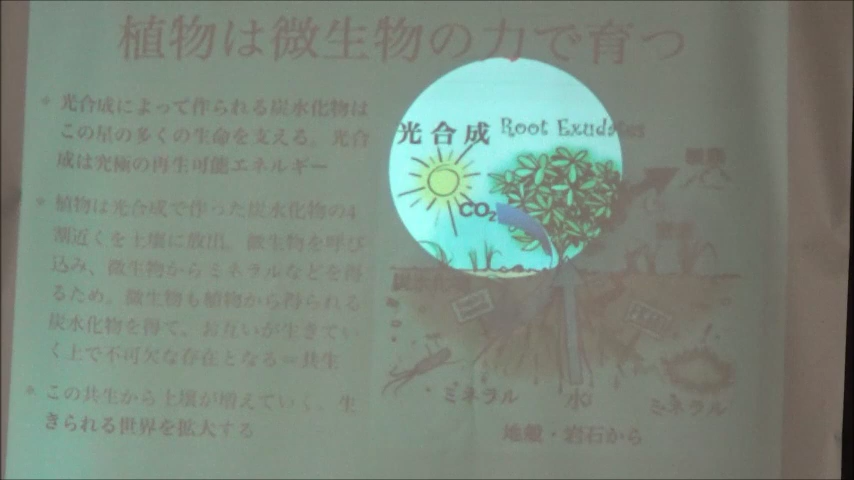 植物は微生物の力で育つ
光合成によって作られる炭水化物は
この星の多くの生命を支える。光合
成は究極の再生可能エネルギー
植物は光合成で作った炭水化物の4
割近くを土壌に放出。微生物を呼び
込み、微生物からミネラルなどを得
るため。微生物も植物から得られる
炭水化物を得て、お互いが生きてい
く上で不可欠な存在となる＝共生
この共生から土壌が増えていく。生
きられる世界を拡大する
光合成 Root Exudates
CO2
炭水化物
ミネラル
水
ミネラル
地殻・岩石から